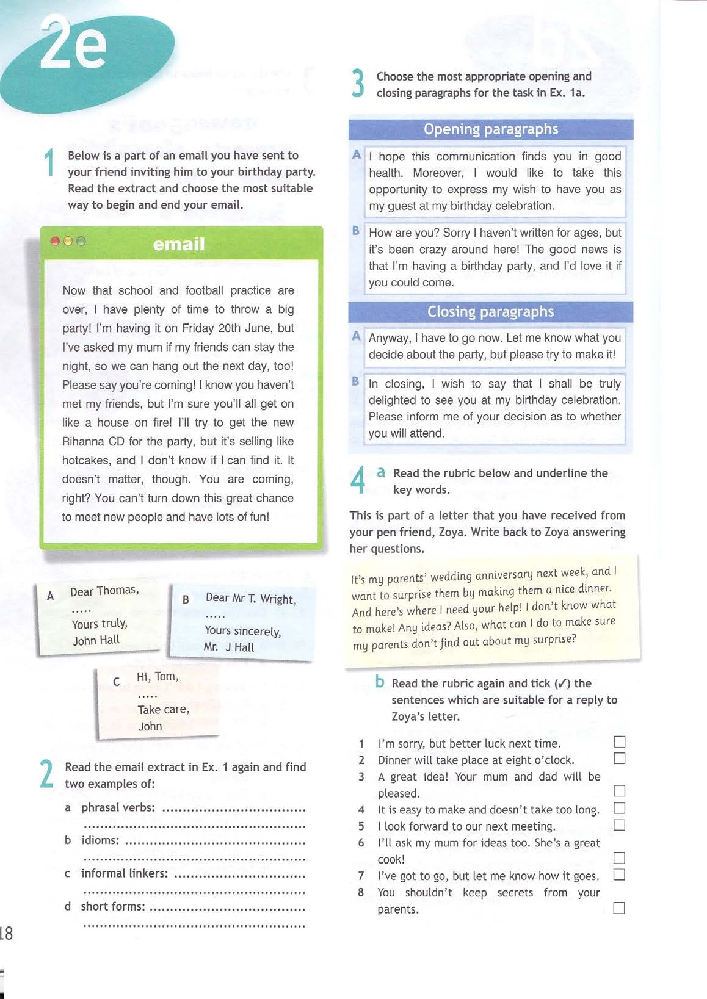 2e
1 Below is a part of an email you have sent to
your friend inviting him to your birthday party.
Read the extract and choose the most suitable
way to begin and end your email.
email
Now that school and football practice are
over, I have plenty of time to throw a big
party! I'm having it on Friday 20th June, but
I've asked my mum if my friends can stay the
night, so we can hang out the next day, too!
Please say you're coming! I know you haven't
met my friends, but I'm sure you'll all get on
like a house on fire! I'll try to get the new
Rihanna CD for the party, but it's selling like
hotcakes, and I don't know if I can find it. It
doesn't matter, though. You are coming,
right? You can't turn down this great chance
to meet new people and have lots of fun!
A Dear Thomas,
.....
Yours truly,
John Hall
B Dear Mr T. Wright,
.....
Yours sincerely,
Mr. J Hall
C Hi, Tom,
.....
Take care,
John
2 Read the email extract in Ex. 1 again and find
two examples of:
a phrasal verbs: ...................................
......................................................
b idioms: ............................................
......................................................
c informal linkers: ................................
......................................................
d short forms: ......................................
......................................................
18
3 Choose the most appropriate opening and
closing paragraphs for the task in Ex. 1a.
Opening paragraphs
A I hope this communication finds you in good
health. Moreover, I would like to take this
opportunity to express my wish to have you as
my guest at my birthday celebration.
B How are you? Sorry I haven't written for ages, but
it's been crazy around here! The good news is
that I'm having a birthday party, and I'd love it if
you could come.
Closing paragraphs
A Anyway, I have to go now. Let me know what you
decide about the party, but please try to make it!
B In closing, I wish to say that I shall be truly
delighted to see you at my birthday celebration.
Please inform me of your decision as to whether
you will attend.
4 a Read the rubric below and underline the
key words.
This is part of a letter that you have received from
your pen friend, Zoya. Write back to Zoya answering
her questions.
It's my parents' wedding anniversary next week, and I
want to surprise them by making them a nice dinner.
And here's where I need your help! I don't know what
to make! Any ideas? Also, what can I do to make sure
my parents don't find out about my surprise?
b Read the rubric again and tick (✓) the
sentences which are suitable for a reply to
Zoya's letter.
1 I'm sorry, but better luck next time.
2 Dinner will take place at eight o'clock.
3 A great idea! Your mum and dad will be
pleased.
4 It is easy to make and doesn't take too long.
5 I look forward to our next meeting.
6 I'll ask my mum for ideas too. She's a great
cook!
7 I've got to go, but let me know how it goes.
8 You shouldn't keep secrets from your
parents.